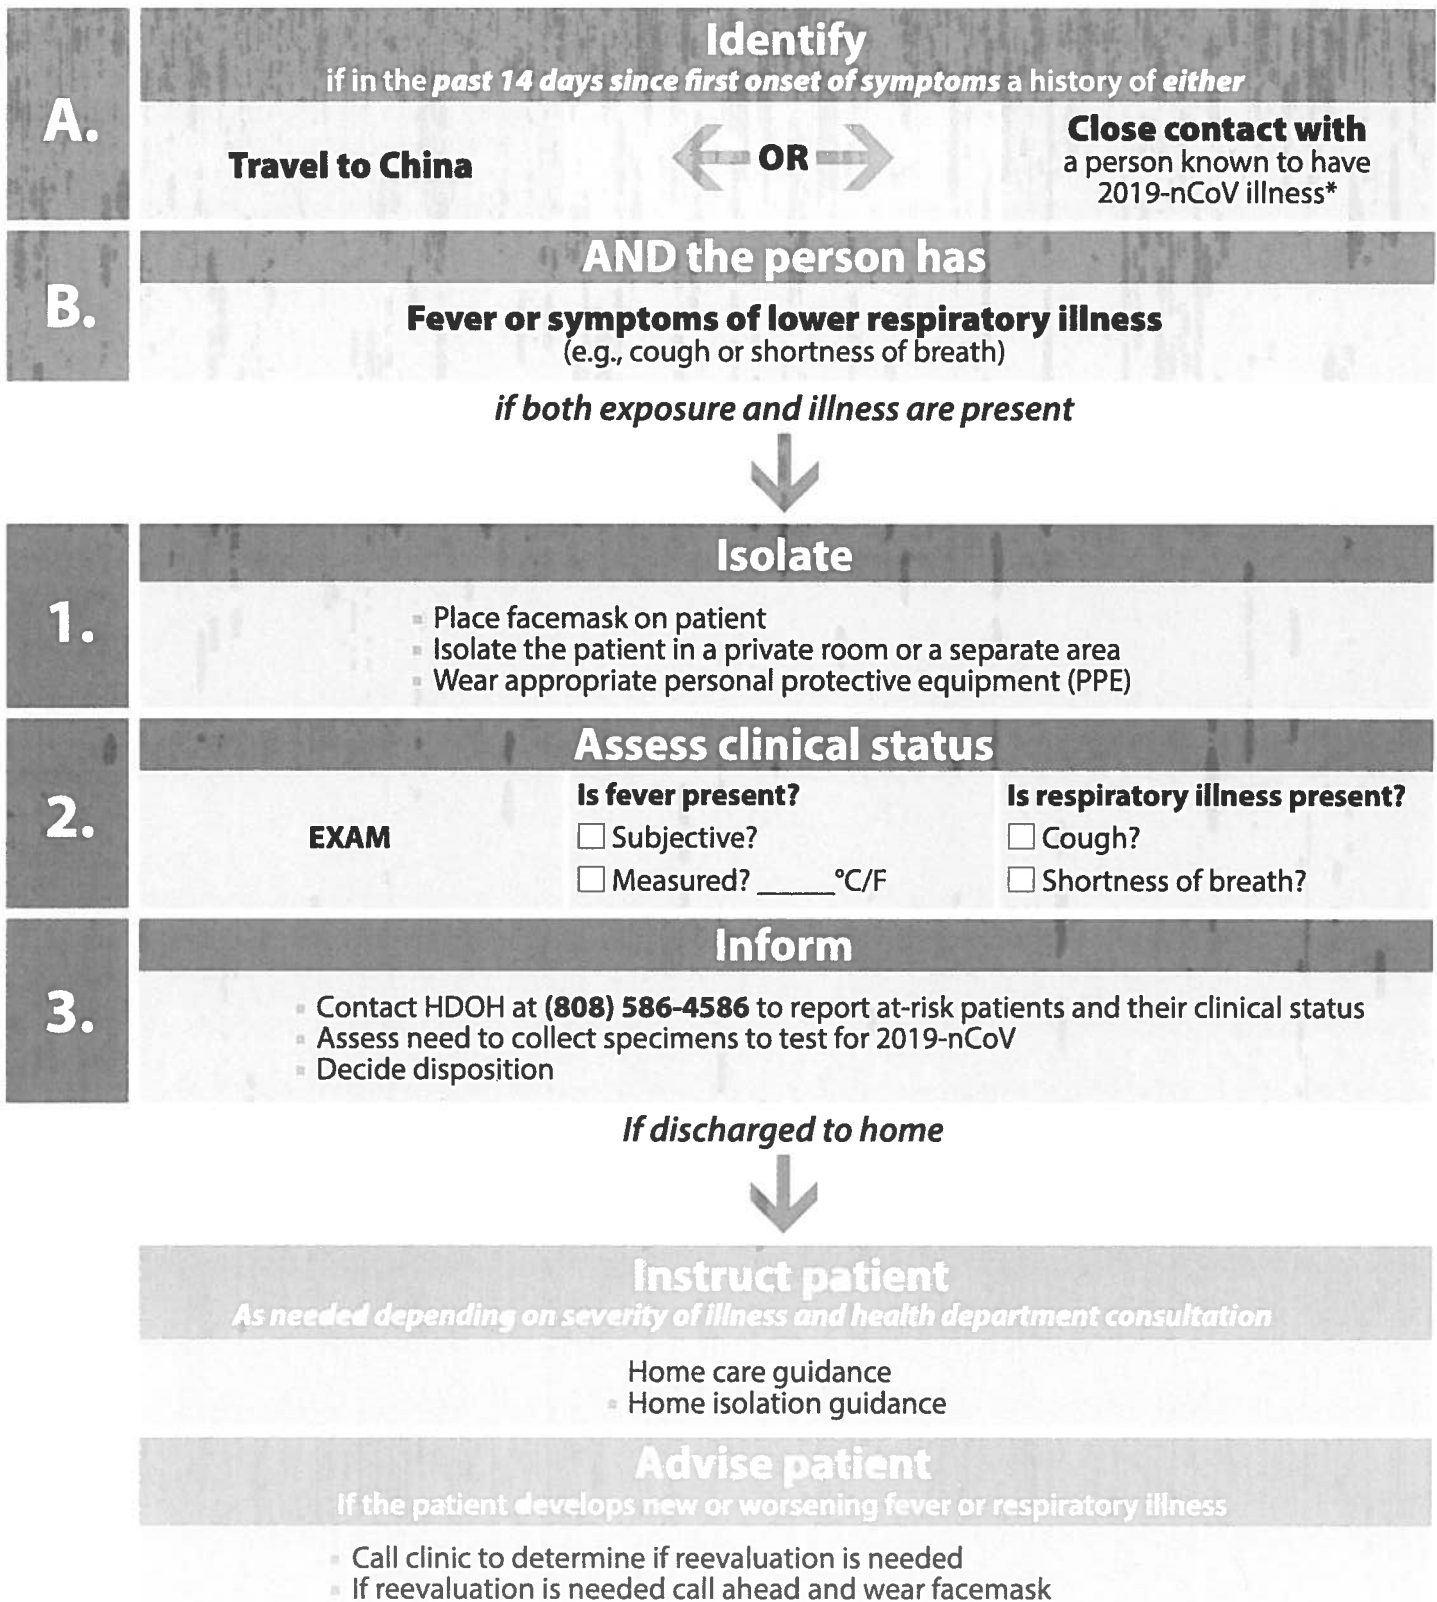 A.
Identify
if in the past 14 days since first onset of symptoms a history of either
Travel to China
OR
Close contact with
a person known to have
2019-nCoV illness*
B.
AND the person has
Fever or symptoms of lower respiratory illness
(e.g., cough or shortness of breath)
if both exposure and illness are present
1.
Isolate
Place facemask on patient
Isolate the patient in a private room or a separate area
Wear appropriate personal protective equipment (PPE)
2.
Assess clinical status
EXAM
Is fever present?
Subjective?
Measured? _____°C/F
Is respiratory illness present?
Cough?
Shortness of breath?
3.
Inform
Contact HDOH at (808) 586-4586 to report at-risk patients and their clinical status
Assess need to collect specimens to test for 2019-nCoV
Decide disposition
If discharged to home
Instruct patient
As needed depending on severity of illness and health department consultation
Home care guidance
Home isolation guidance
Advise patient
If the patient develops new or worsening fever or respiratory illness
Call clinic to determine if reevaluation is needed
If reevaluation is needed call ahead and wear facemask